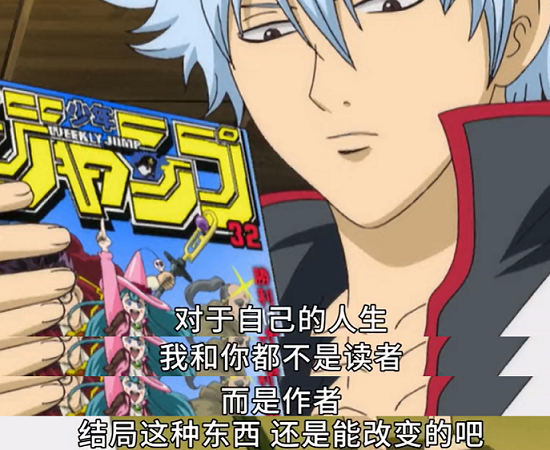 少年
ジャンプ
WEEKLY JUMP
32
对于自己的人生
我和你都不是读者
而是作者
结局这种东西 还是能改变的吧